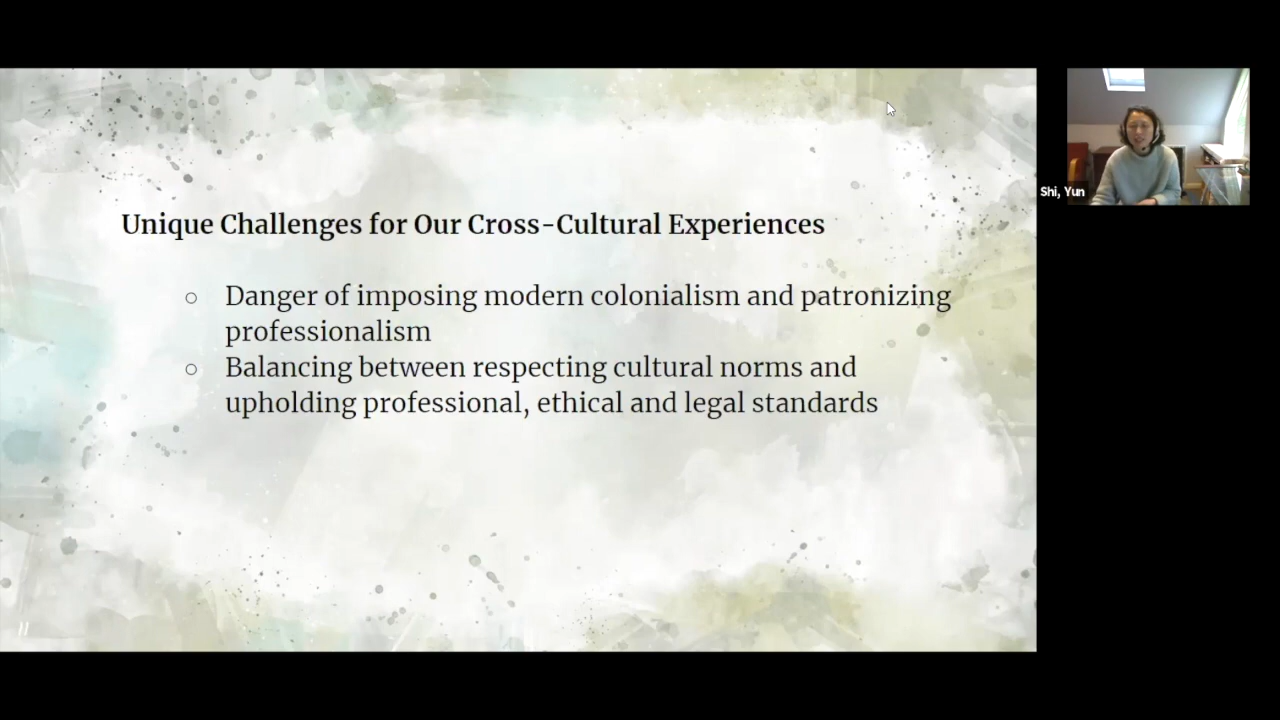 Unique Challenges for Our Cross-Cultural Experiences
○ Danger of imposing modern colonialism and patronizing
professionalism
○ Balancing between respecting cultural norms and
upholding professional, ethical and legal standards
Shi, Yun